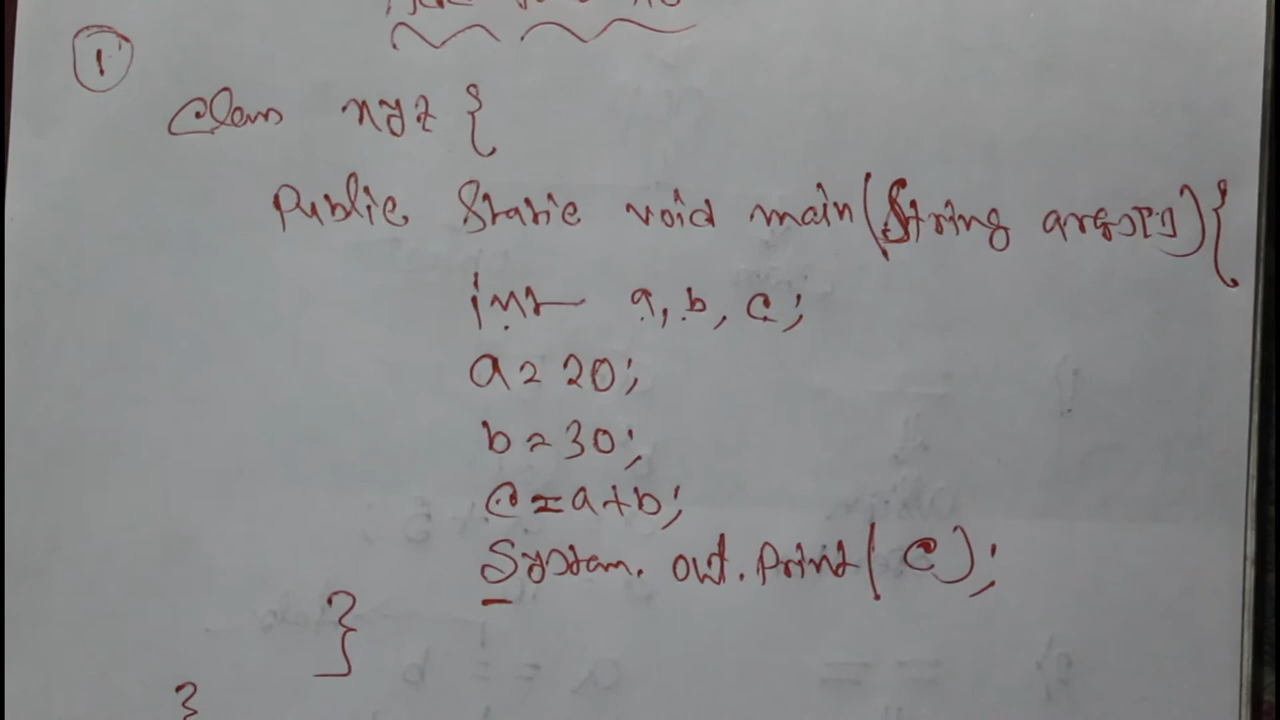 1
class xyz {
Public Static void main(String args[]){
int a, b, c;
a = 20;
b = 30;
c = a+b;
System. out. Print( c );
}
}